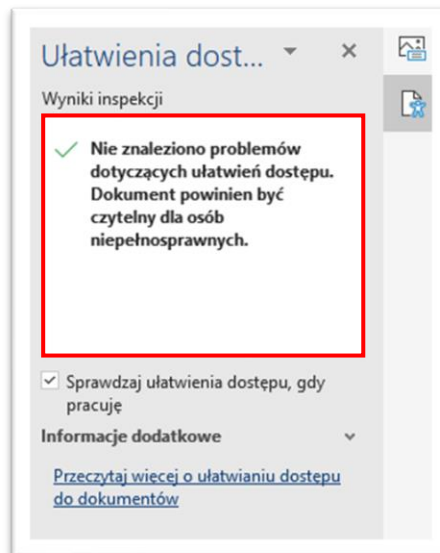 Ułatwienia dost...
Wyniki inspekcji
Nie znaleziono problemów
dotyczących ułatwień dostępu.
Dokument powinien być
czytelny dla osób
niepełnosprawnych.
Sprawdzaj ułatwienia dostępu, gdy
pracuję
Informacje dodatkowe
Przeczytaj więcej o ułatwianiu dostępu
do dokumentów